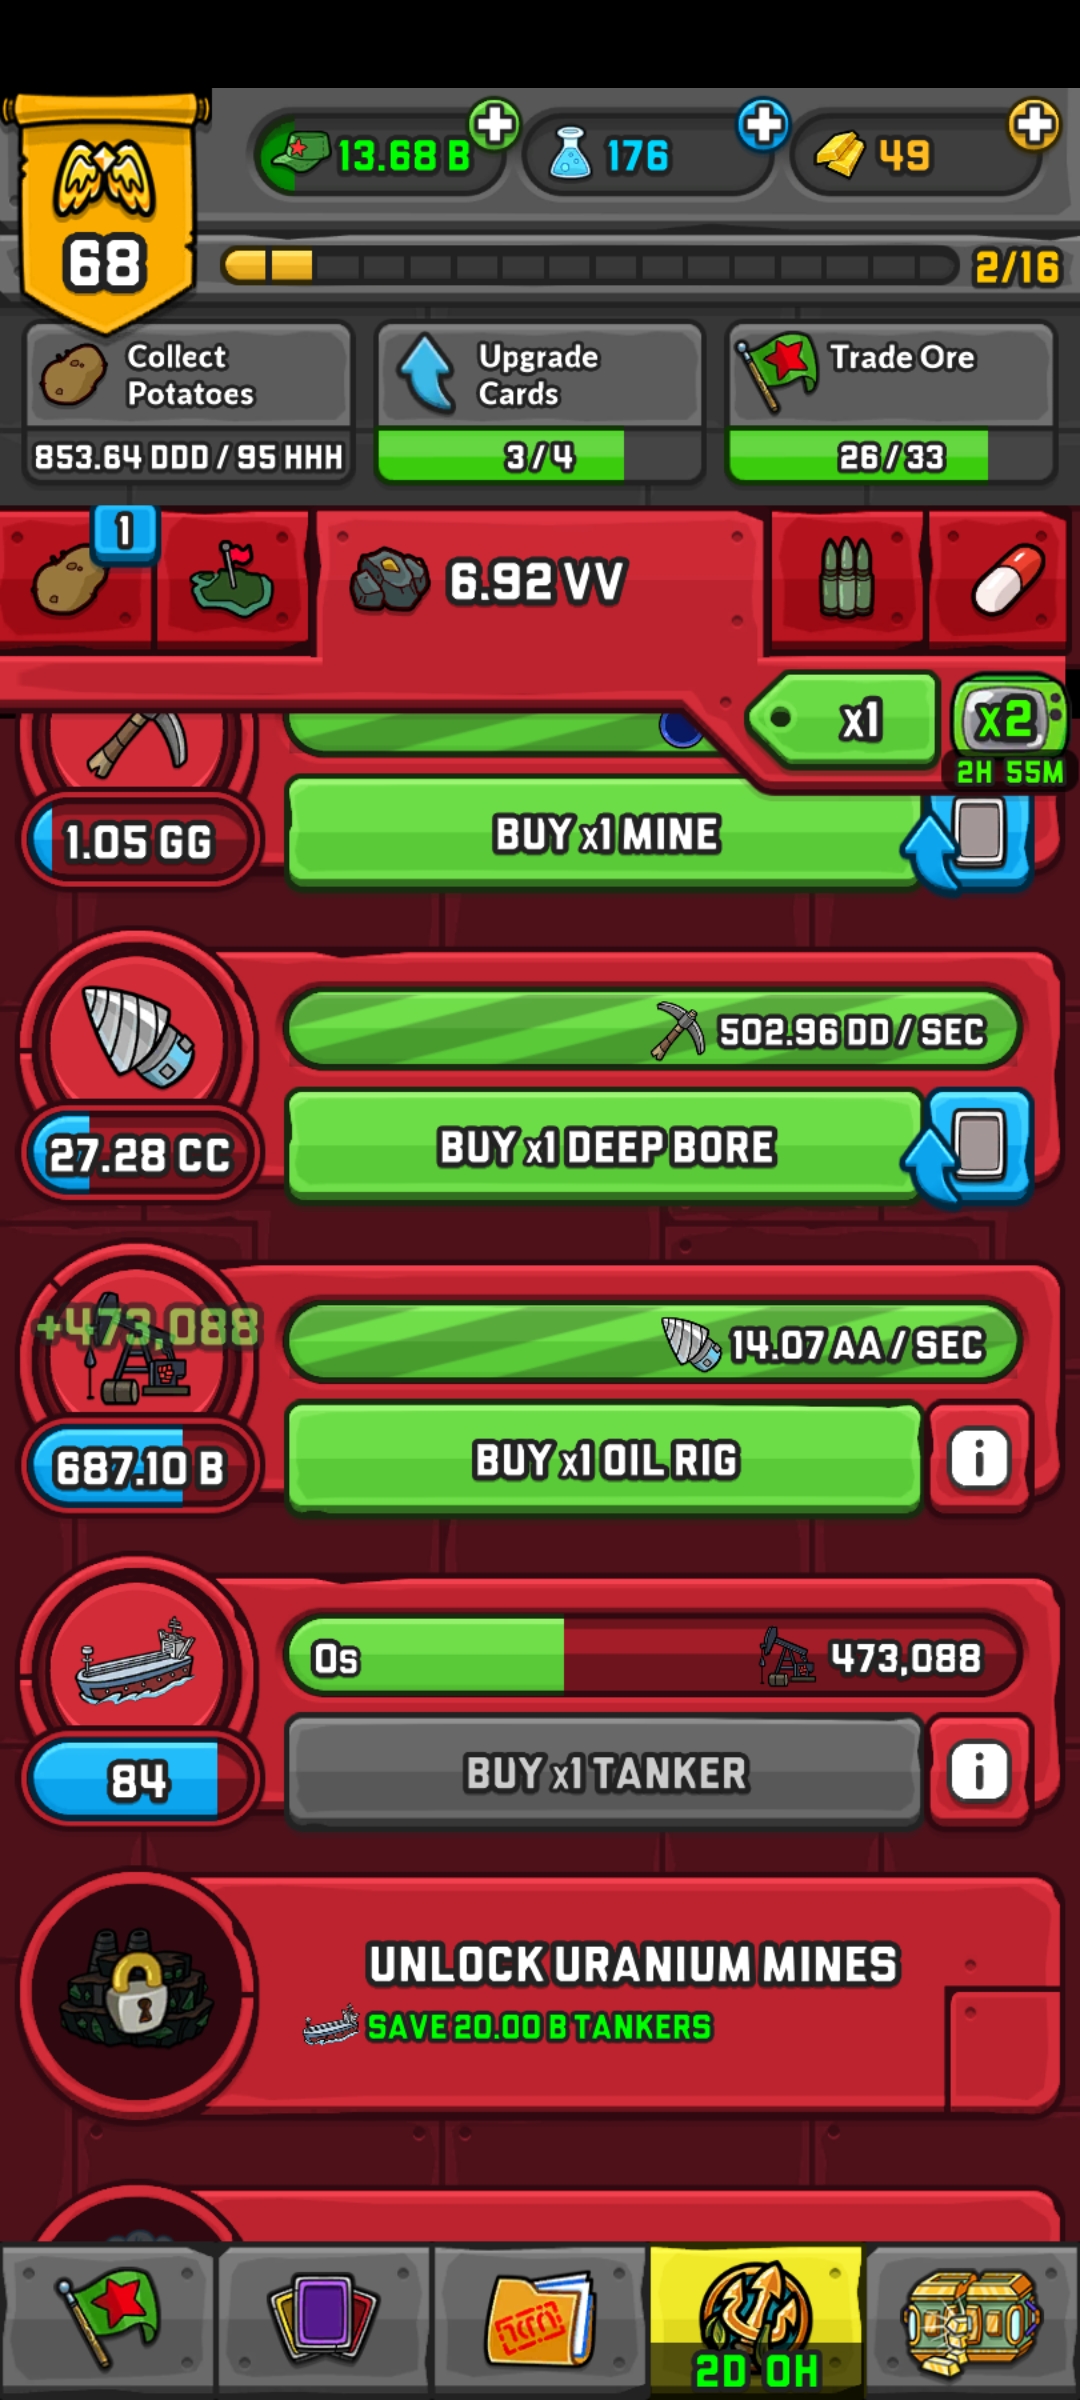 13.68 B
176
49
68
2/16
Collect
Potatoes
Upgrade
Cards
Trade Ore
853.64 DDD / 95 HHH
3/4
26/33
1
6.92 VV
x1
x2
2H 55M
1.05 GG
BUY x1 MINE
502.96 DD / SEC
27.28 CC
BUY x1 DEEP BORE
+473,088
14.07 AA / SEC
687.10 B
BUY x1 OIL RIG
i
0s
473,088
84
BUY x1 TANKER
i
UNLOCK URANIUM MINES
SAVE 20.00 B TANKERS
2D 0H